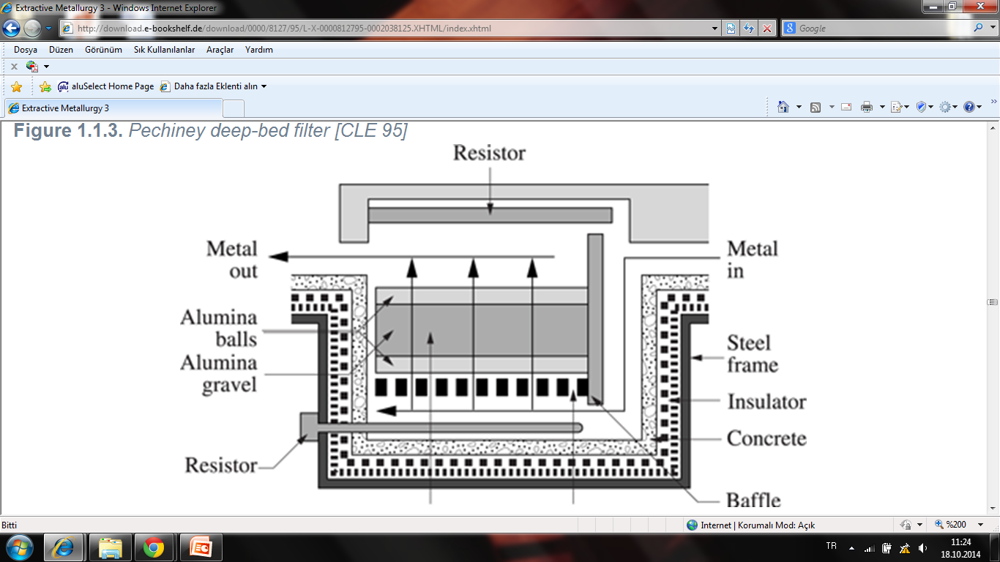 Extractive Metallurgy 3 - Windows Internet Explorer
http://download.e-bookshelf.de/download/0000/8127/95/L-X-0000812795-0002038125.XHTML/index.xhtml
Google
Dosya Düzen Görünüm Sık Kullanılanlar Araçlar Yardım
x
aluSelect Home Page Daha fazla Eklenti alın
Extractive Metallurgy 3
Figure 1.1.3. Pechiney deep-bed filter [CLE 95]
Resistor
Metal
out
Metal
in
Alumina
balls
Alumina
gravel
Steel
frame
Insulator
Concrete
Resistor
Baffle
Bitti
Internet | Korumalı Mod: Açık
%200
TR
11:24
18.10.2014